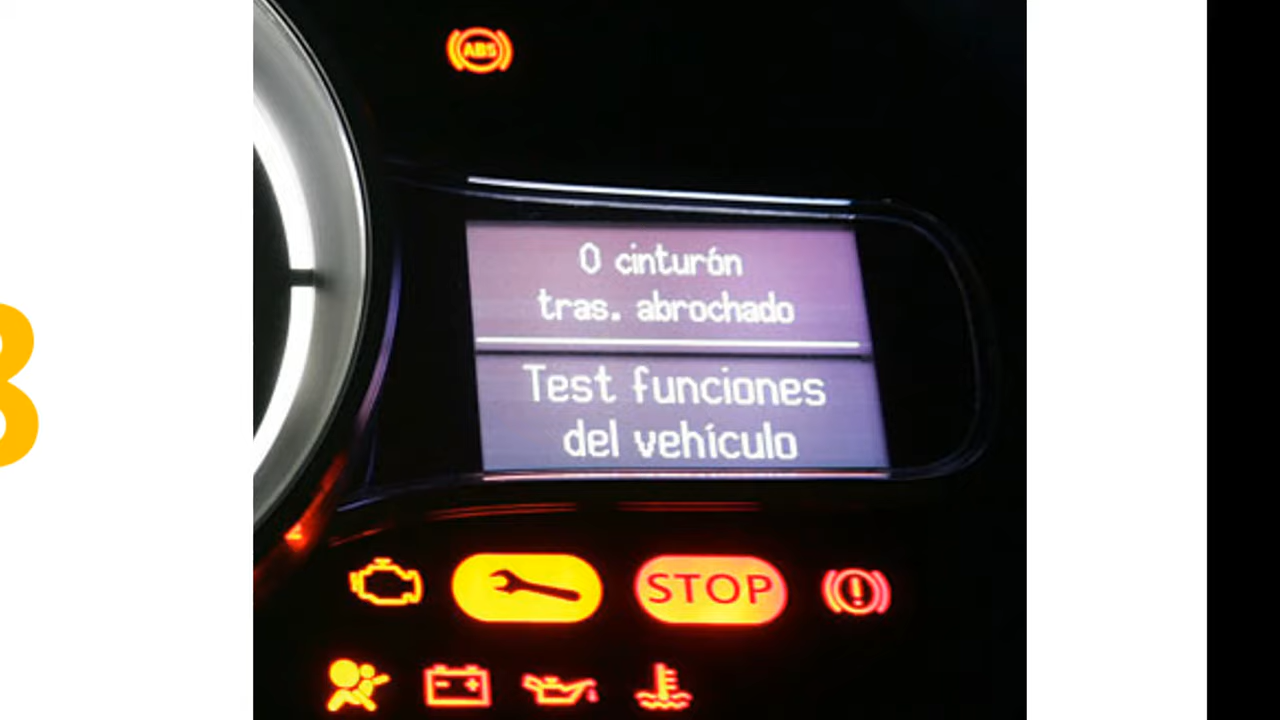 ABS
0 cinturón
tras. abrochado
Test funciones
del vehículo
STOP